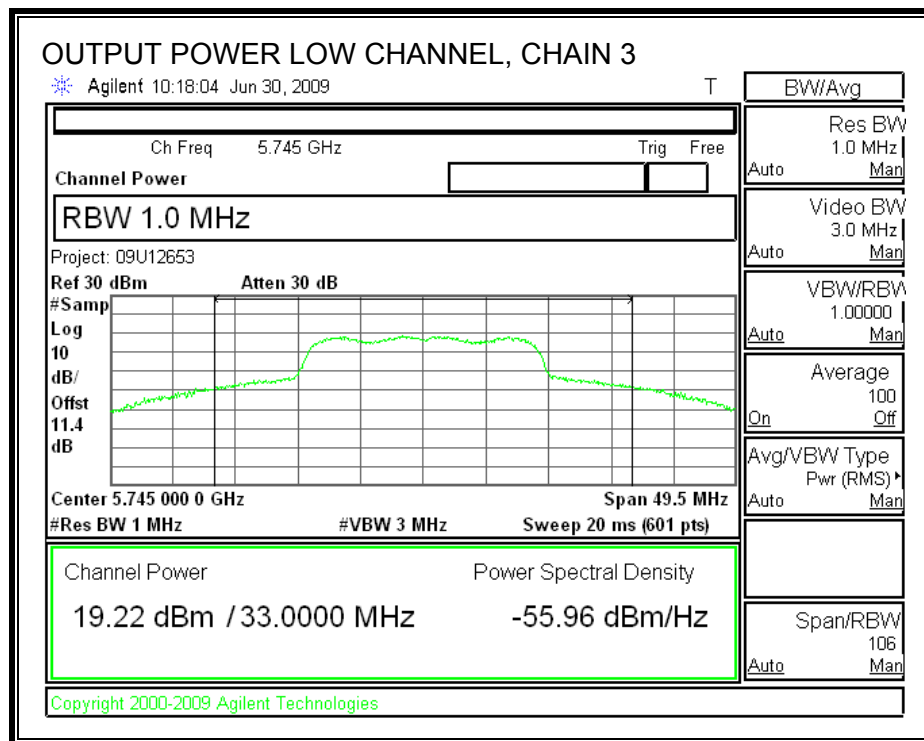 OUTPUT POWER LOW CHANNEL, CHAIN 3
Agilent 10:18:04 Jun 30, 2009 T
BW/Avg
Ch Freq 5.745 GHz Trig Free
Channel Power
RBW 1.0 MHz
Project: 09U12653
Ref 30 dBm Atten 30 dB
#Samp
Log
10
dB/
Offst
11.4
dB
Center 5.745 000 0 GHz Span 49.5 MHz
#Res BW 1 MHz #VBW 3 MHz Sweep 20 ms (601 pts)
Channel Power Power Spectral Density
19.22 dBm / 33.0000 MHz -55.96 dBm/Hz
Copyright 2000-2009 Agilent Technologies
Res BW
1.0 MHz
Auto Man
Video BW
3.0 MHz
Auto Man
VBW/RBW
1.00000
Auto Man
Average
100
On Off
Avg/VBW Type
Pwr (RMS)
Auto Man
Span/RBW
106
Auto Man